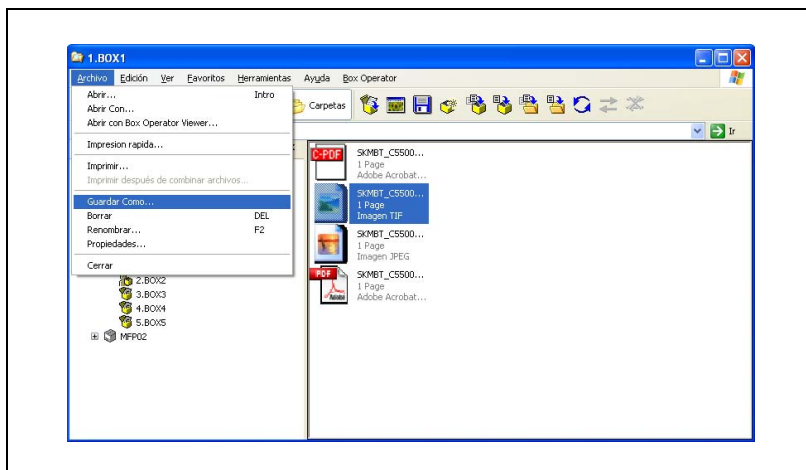 1.BOX1
Archivo Edición Ver Favoritos Herramientas Ayuda Box Operator
Abrir... Intro
Abrir Con...
Abrir con Box Operator Viewer...
Impresion rapida...
Imprimir...
Imprimir después de combinar archivos...
Guardar Como...
Borrar DEL
Renombrar... F2
Propiedades...
Cerrar
Carpetas
Ir
2.BOX2
3.BOX3
4.BOX4
5.BOX5
MFP02
C-PDF
SKMBT_C5500...
1 Page
Adobe Acrobat...
SKMBT_C5500...
1 Page
Imagen TIF
SKMBT_C5500...
1 Page
Imagen JPEG
PDF
Adobe
SKMBT_C5500...
1 Page
Adobe Acrobat...